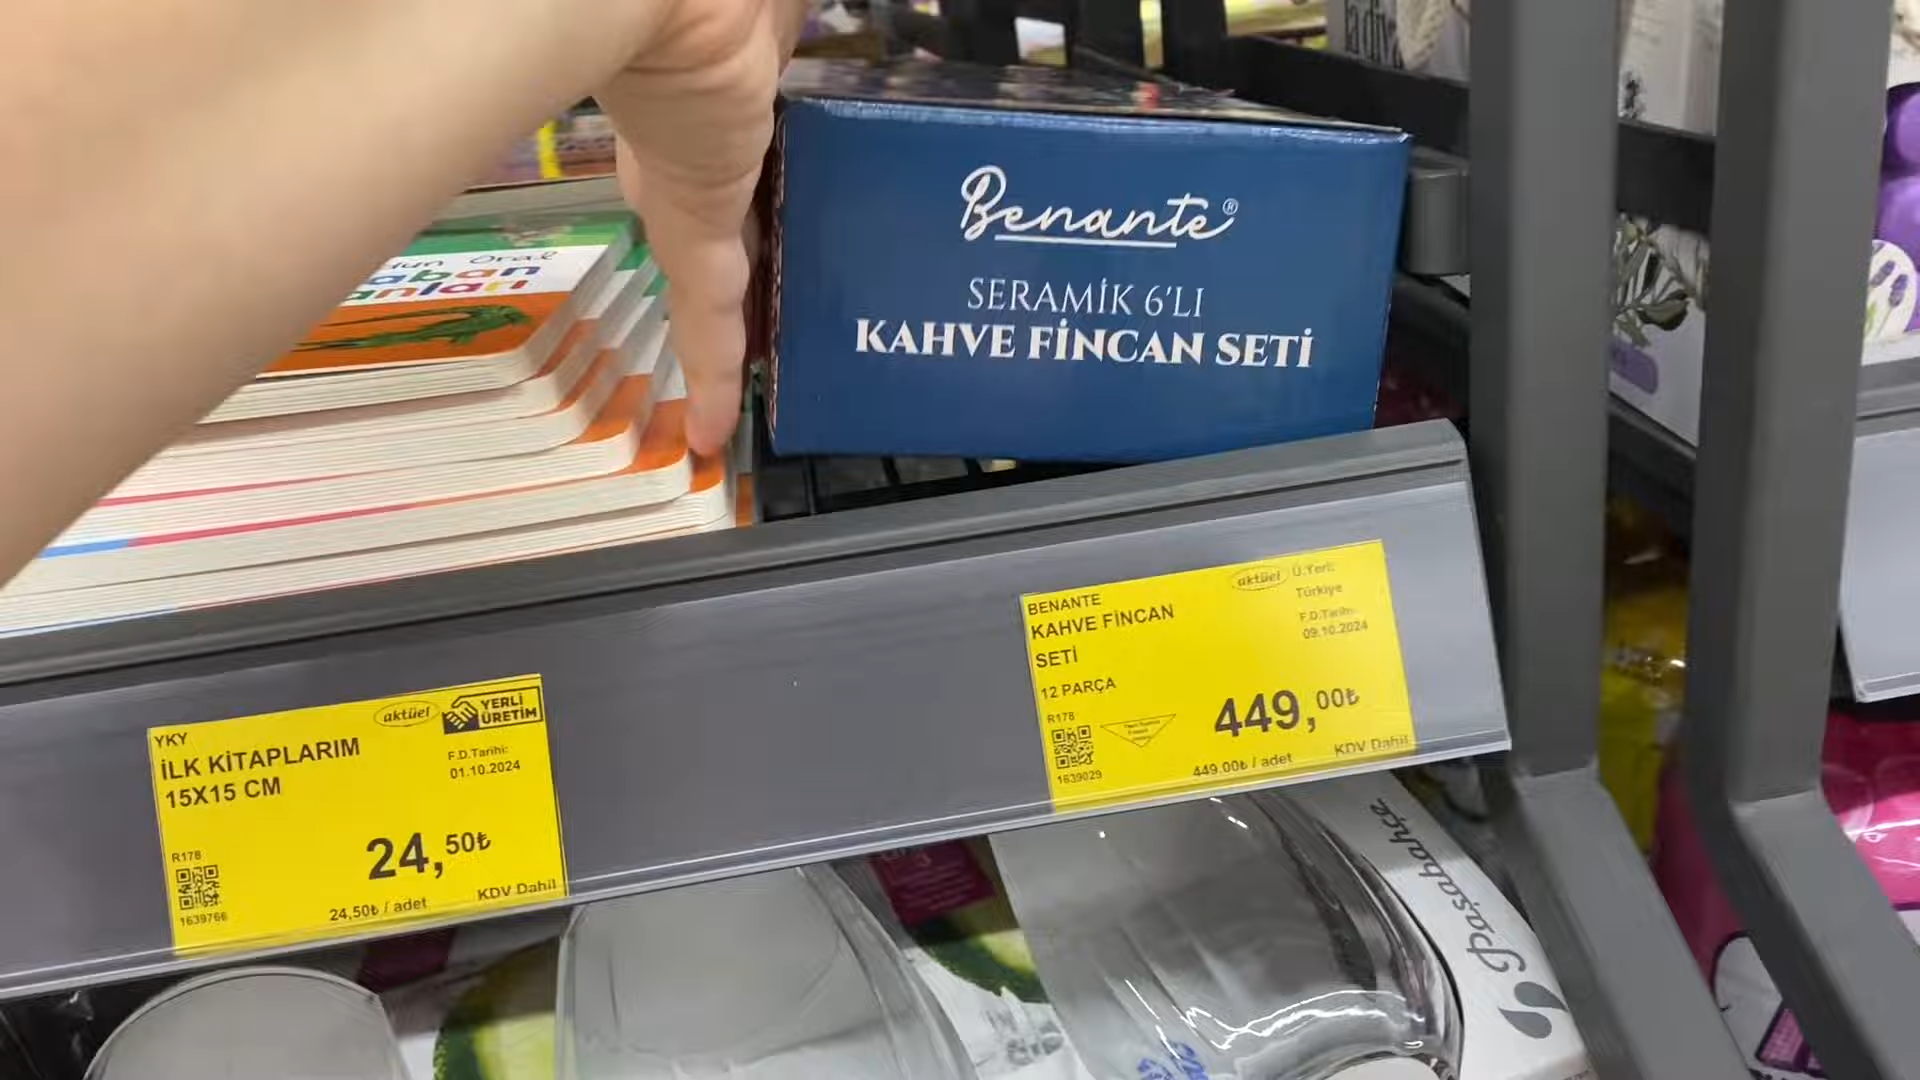 Benante®
SERAMİK 6'LI
KAHVE FİNCAN SETİ
Oral
BENANTE
KAHVE FİNCAN
SETİ
12 PARÇA
R178
1639029
aktüel
Ü.Yeri:
Türkiye
F.D.Tarihi:
09.10.2024
449,00₺
449,00₺ / adet
KDV Dahil
YKY
İLK KİTAPLARIM
15X15 CM
aktüel
YERLİ
ÜRETİM
F.D.Tarihi:
01.10.2024
R178
1639766
24,50₺
24,50₺ / adet
KDV Dahil
Paşabahçe